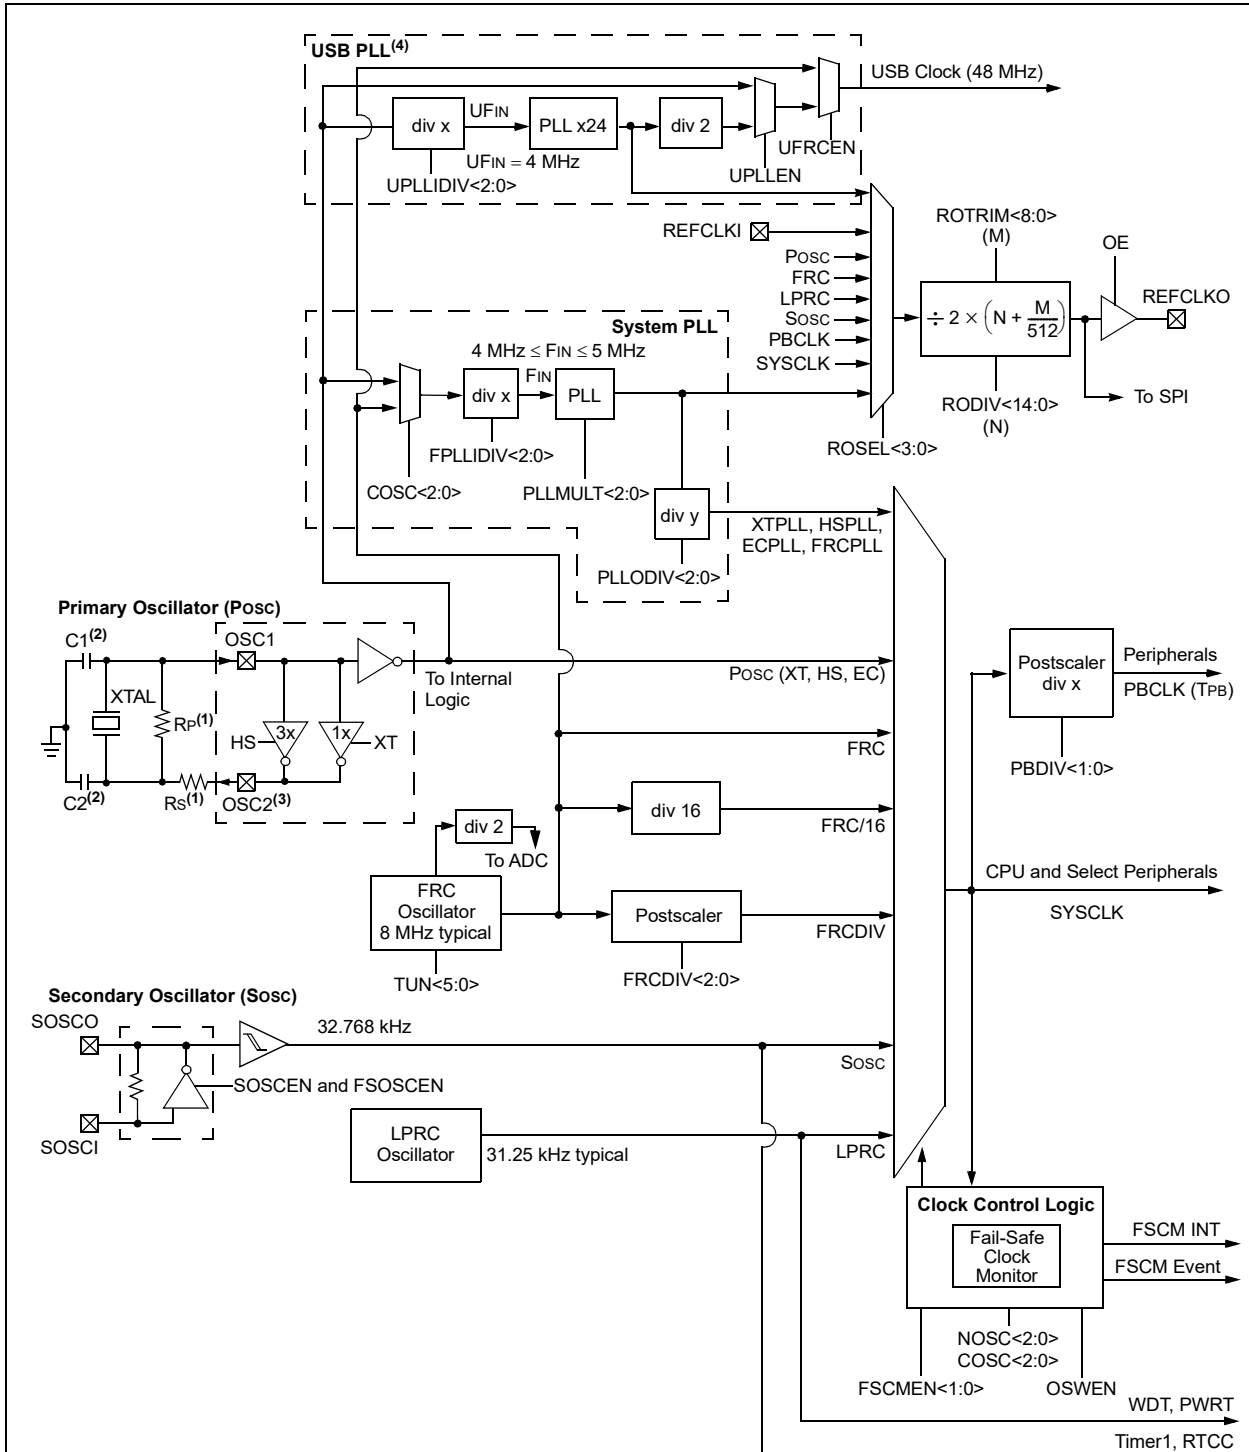 USB PLL(4)
USB Clock (48 MHz)
div x
UFIN
PLL x24
div 2
UFIN = 4 MHz
UFRCEN
UPLLEN
UPLLIDIV<2:0>
REFCLKI
POSC
FRC
LPRC
SOSC
PBCLK
SYSCLK
ROTRIM<8:0>
(M)
OE
REFCLKO
÷ 2 × (N + M/512)
To SPI
RODIV<14:0>
(N)
ROSEL<3:0>
System PLL
4 MHz ≤ FIN ≤ 5 MHz
FIN
div x
PLL
FPLLIDIV<2:0>
COSC<2:0>
PLLMULT<2:0>
div y
XTPLL, HSPLL,
ECPLL, FRCPLL
PLLODIV<2:0>
Primary Oscillator (POSC)
C1(2)
OSC1
XTAL
RP(1)
3x
1x
HS
XT
C2(2)
RS(1)
OSC2(3)
To Internal
Logic
POSC (XT, HS, EC)
Postscaler
div x
Peripherals
PBCLK (TPB)
PBDIV<1:0>
FRC
div 16
FRC/16
div 2
To ADC
FRC
Oscillator
8 MHz typical
TUN<5:0>
Postscaler
FRCDIV
FRCDIV<2:0>
CPU and Select Peripherals
SYSCLK
Secondary Oscillator (SOSC)
SOSCO
32.768 kHz
SOSC
SOSCEN and FSOSCEN
SOSCI
LPRC
Oscillator
31.25 kHz typical
LPRC
Clock Control Logic
Fail-Safe
Clock
Monitor
FSCM INT
FSCM Event
NOSC<2:0>
COSC<2:0>
FSCMEN<1:0>
OSWEN
WDT, PWRT
Timer1, RTCC